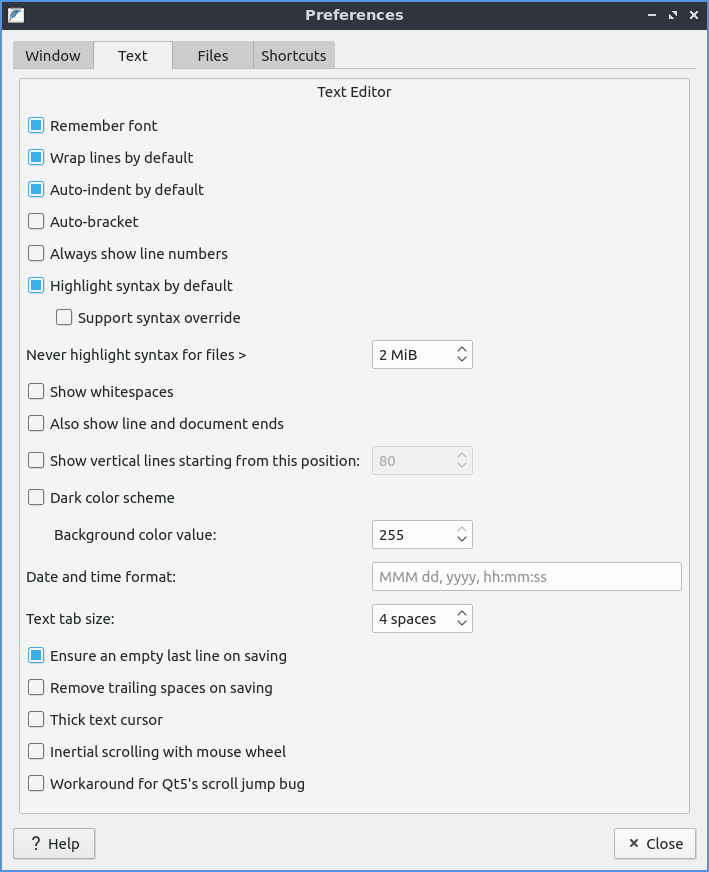 Preferences
Window Text Files Shortcuts
Text Editor
Remember font
Wrap lines by default
Auto-indent by default
Auto-bracket
Always show line numbers
Highlight syntax by default
Support syntax override
Never highlight syntax for files > 2 MiB
Show whitespaces
Also show line and document ends
Show vertical lines starting from this position: 80
Dark color scheme
Background color value: 255
Date and time format: MMM dd, yyyy, hh:mm:ss
Text tab size: 4 spaces
Ensure an empty last line on saving
Remove trailing spaces on saving
Thick text cursor
Inertial scrolling with mouse wheel
Workaround for Qt5's scroll jump bug
? Help Close